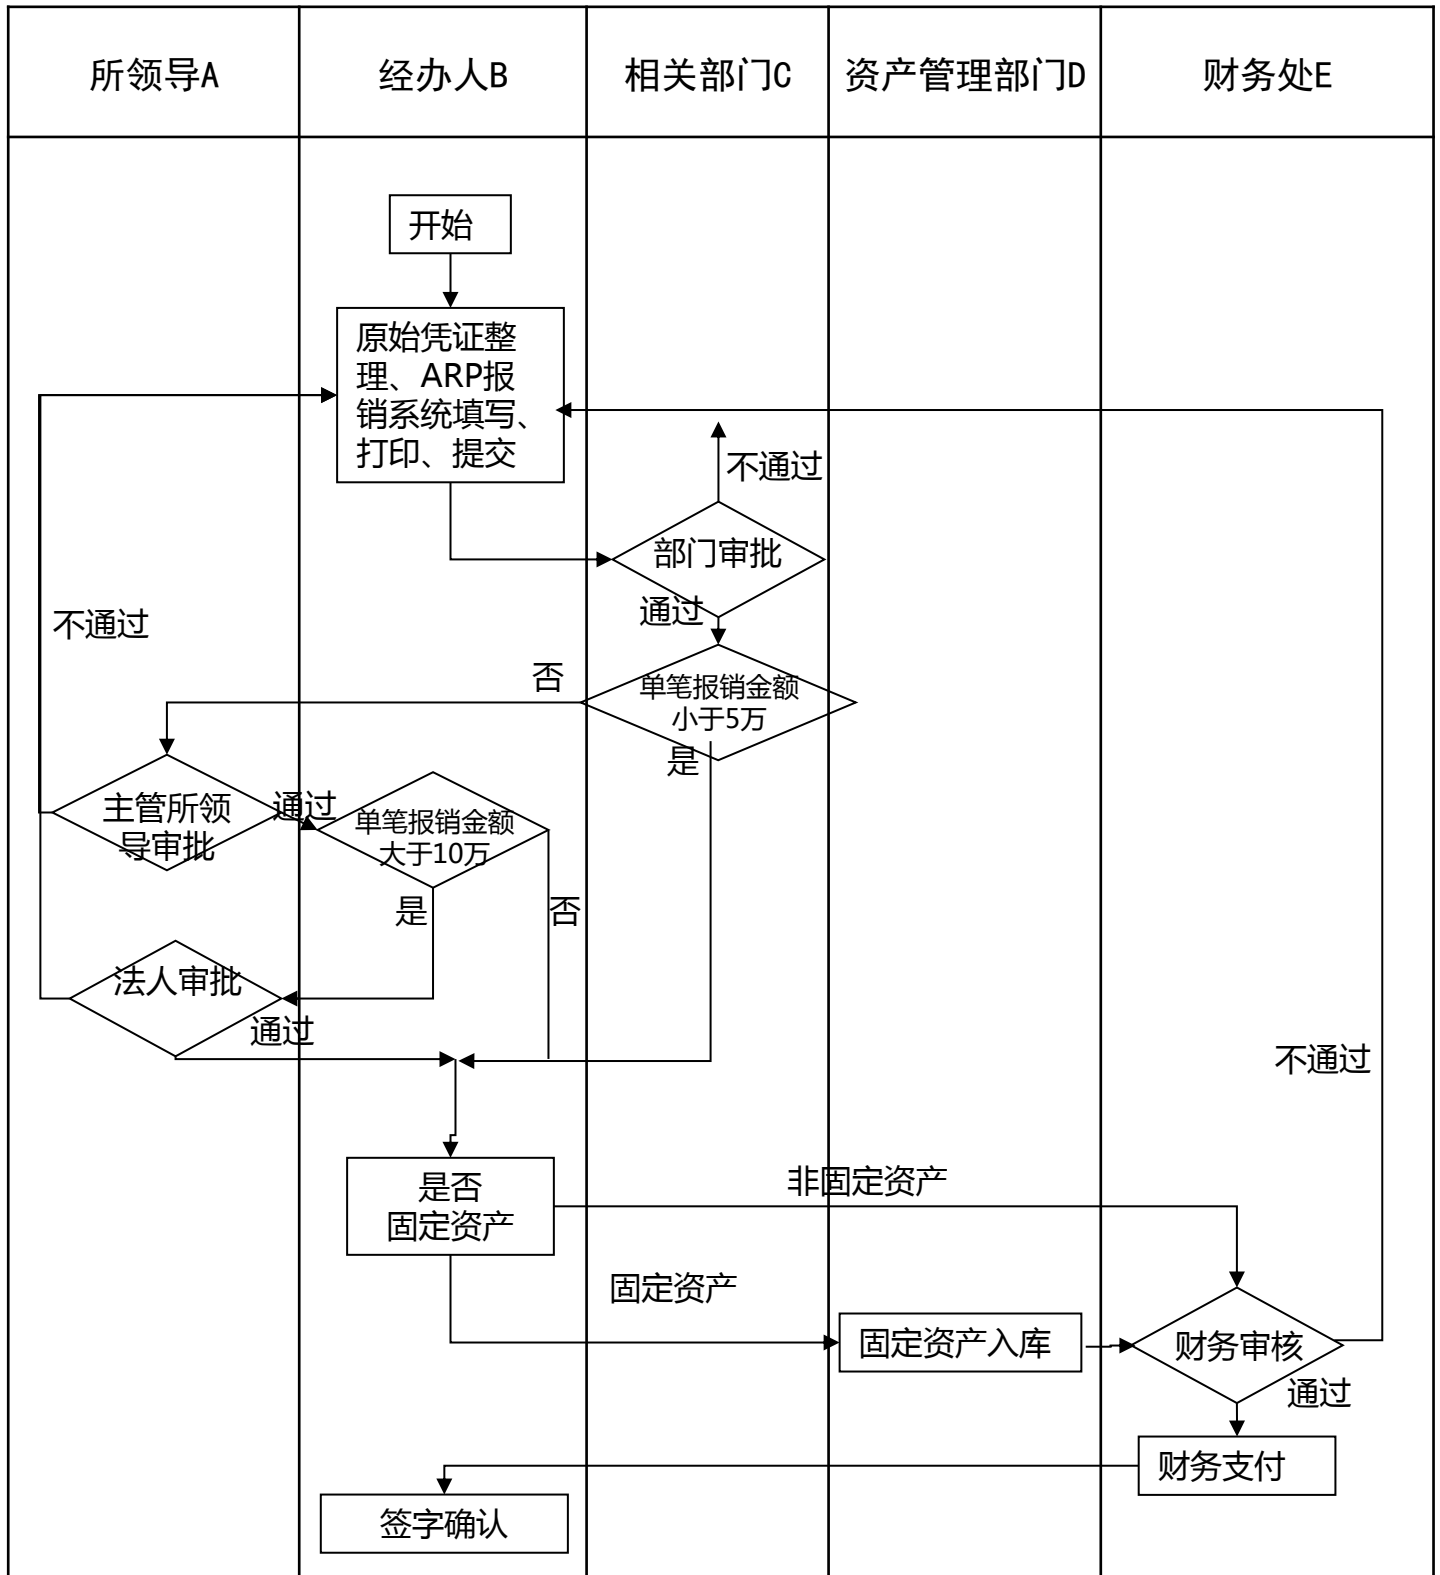 所领导A
经办人B
相关部门C
资产管理部门D
财务处E
开始
原始凭证整
理、ARP报
销系统填写、
打印、提交
不通过
部门审批
通过
不通过
否
单笔报销金额
小于5万
是
主管所领
导审批
通过
单笔报销金额
大于10万
是
否
法人审批
通过
不通过
是否
固定资产
非固定资产
固定资产
固定资产入库
财务审核
通过
财务支付
签字确认